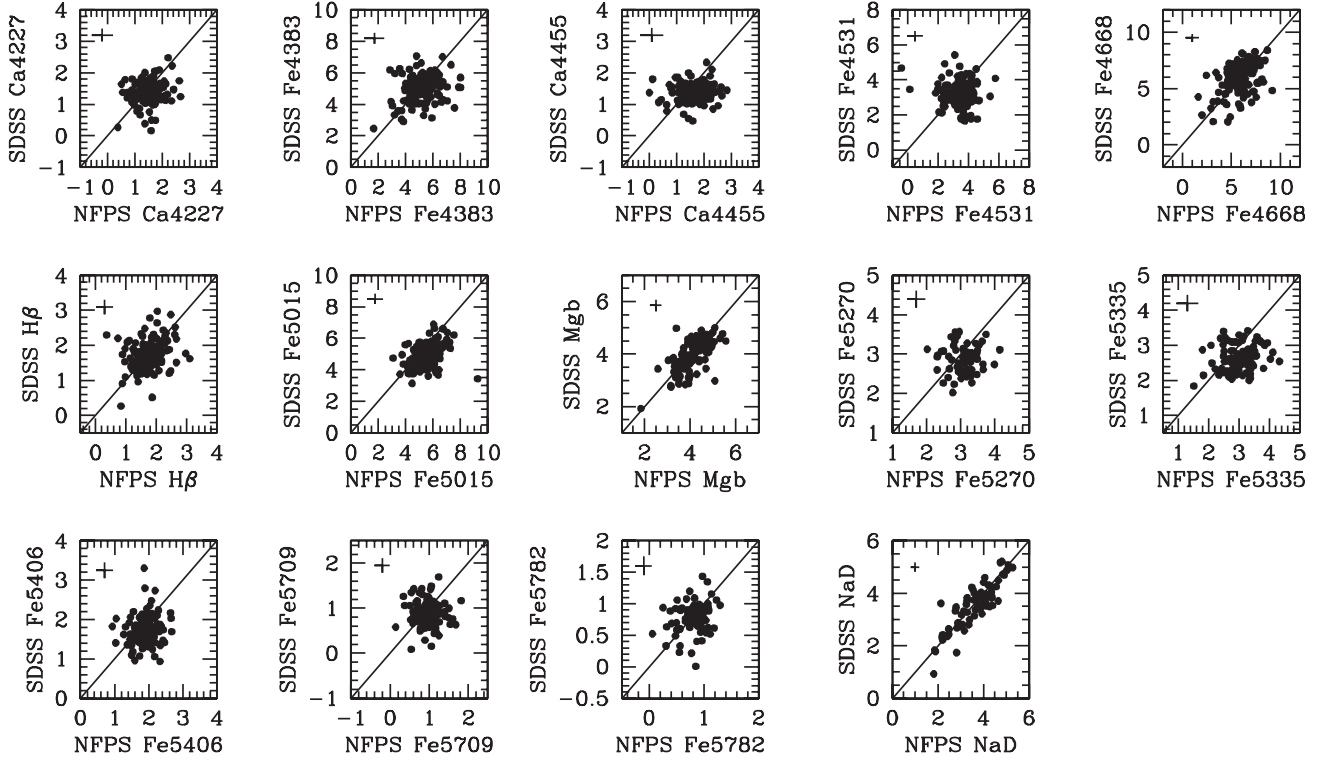 SDSS Ca4227
4
3
2
1
0
−1
−1 0 1 2 3 4
NFPS Ca4227
SDSS Fe4383
10
8
6
4
2
0
0 2 4 6 8 10
NFPS Fe4383
SDSS Ca4455
4
3
2
1
0
−1
−1 0 1 2 3 4
NFPS Ca4455
SDSS Fe4531
8
6
4
2
0
0 2 4 6 8
NFPS Fe4531
SDSS Fe4668
10
5
0
0 5 10
NFPS Fe4668
SDSS Hβ
4
3
2
1
0
0 1 2 3 4
NFPS Hβ
SDSS Fe5015
10
8
6
4
2
0
0 2 4 6 8 10
NFPS Fe5015
SDSS Mgb
6
4
2
2 4 6
NFPS Mgb
SDSS Fe5270
5
4
3
2
1
1 2 3 4 5
NFPS Fe5270
SDSS Fe5335
5
4
3
2
1
1 2 3 4 5
NFPS Fe5335
SDSS Fe5406
4
3
2
1
0
0 1 2 3 4
NFPS Fe5406
SDSS Fe5709
2
1
0
−1
−1 0 1 2
NFPS Fe5709
SDSS Fe5782
2
1.5
1
0.5
0
−0.5
0 1 2
NFPS Fe5782
SDSS NaD
6
4
2
0
0 2 4 6
NFPS NaD